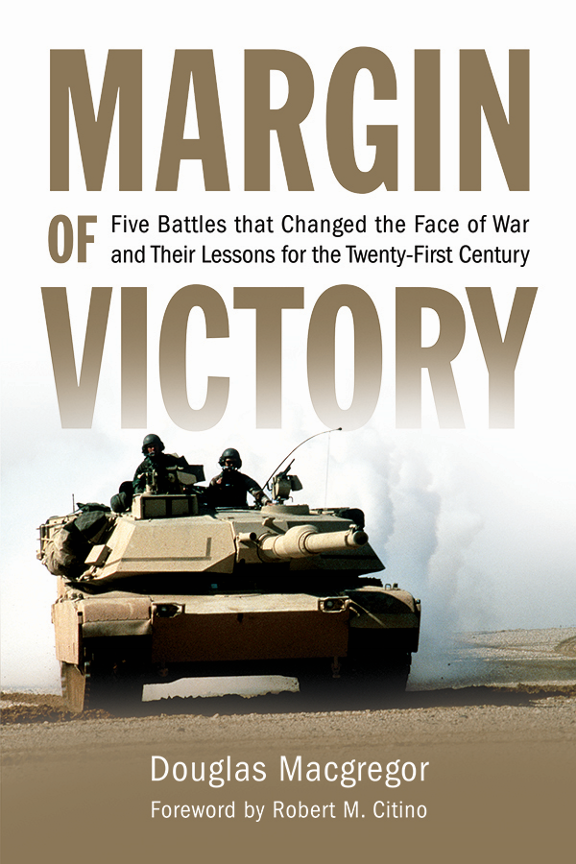 MARGIN
OF
Five Battles that Changed the Face of War
and Their Lessons for the Twenty-First Century
VICTORY
Douglas Macgregor
Foreword by Robert M. Citino